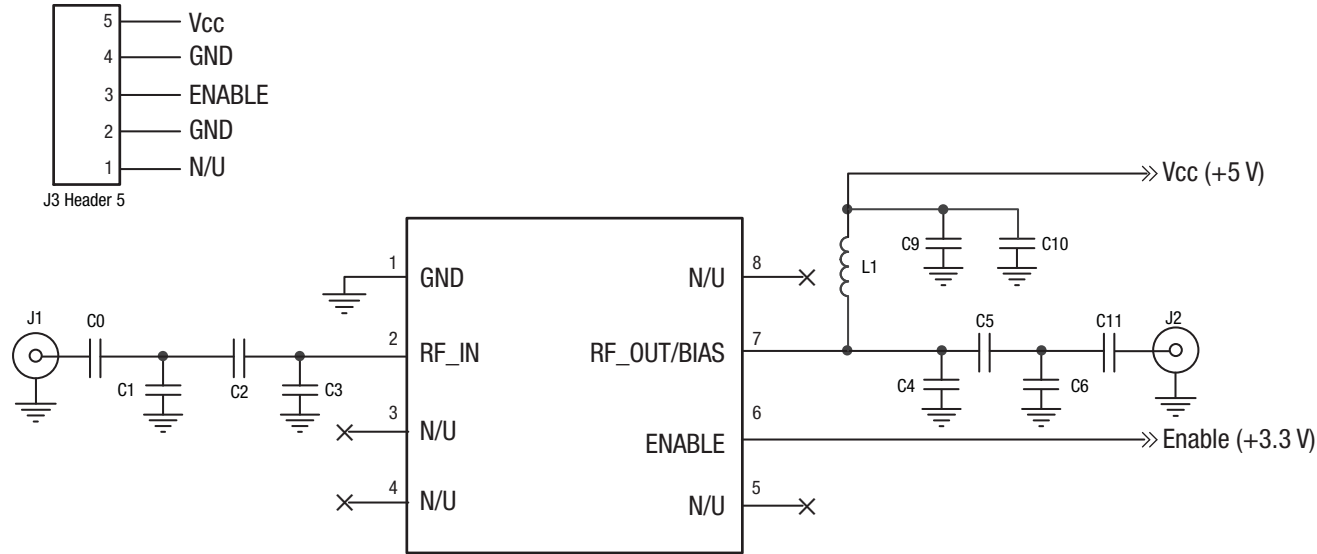 5 Vcc
4 GND
3 ENABLE
2 GND
1 N/U
J3 Header 5
Vcc (+5 V)
C9
C10
L1
1
GND
N/U
8
J1
C0
C1
C2
C3
2
RF_IN
RF_OUT/BIAS
7
C5
C11
J2
C4
C6
3
N/U
6
ENABLE
Enable (+3.3 V)
4
N/U
N/U
5